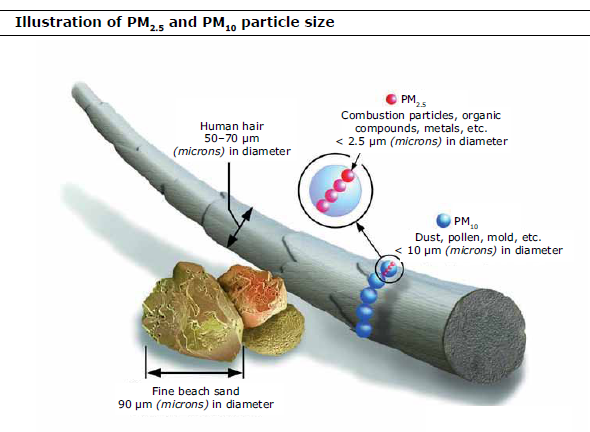 Illustration of PM2.5 and PM10 particle size
PM2.5
Combustion particles, organic
compounds, metals, etc.
< 2.5 µm (microns) in diameter
Human hair
50–70 µm
(microns) in diameter
PM10
Dust, pollen, mold, etc.
< 10 µm (microns) in diameter
Fine beach sand
90 µm (microns) in diameter